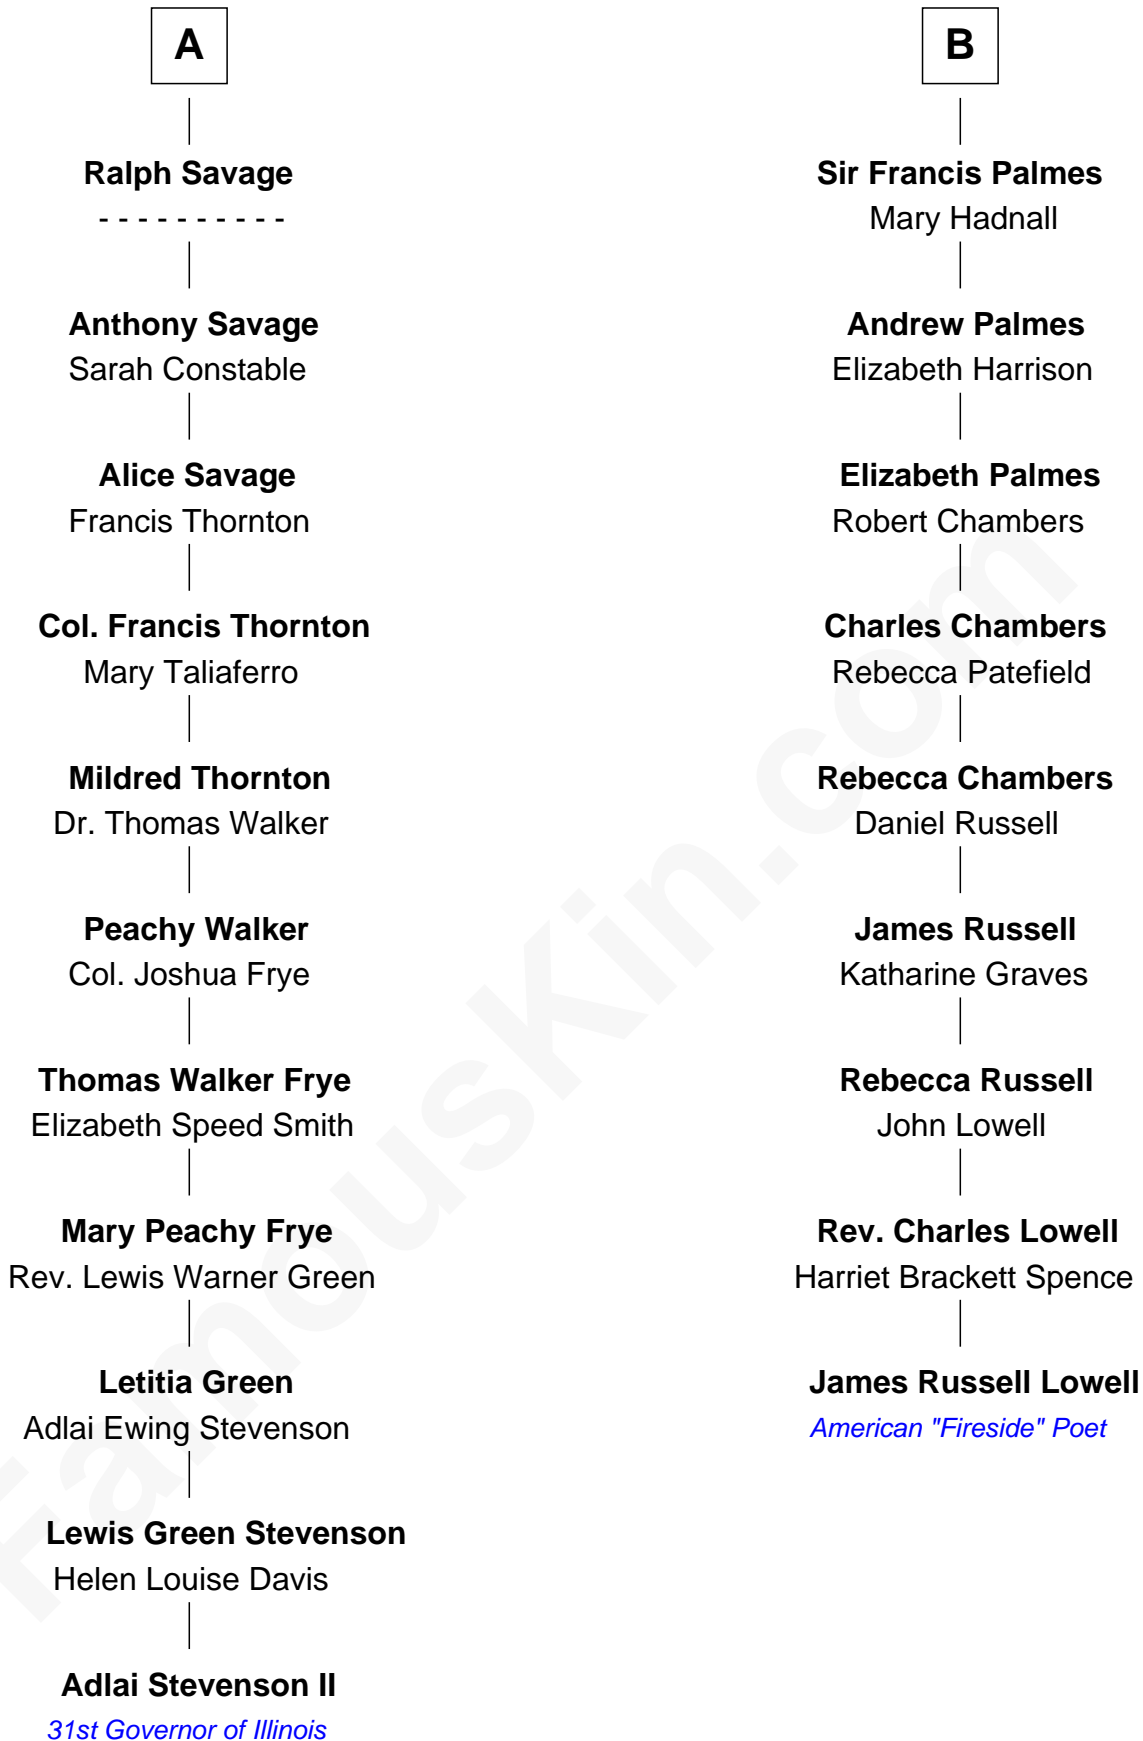 A
Ralph Savage
- - - - - - - - - -
Anthony Savage
Sarah Constable
Alice Savage
Francis Thornton
Col. Francis Thornton
Mary Taliaferro
Mildred Thornton
Dr. Thomas Walker
Peachy Walker
Col. Joshua Frye
Thomas Walker Frye
Elizabeth Speed Smith
Mary Peachy Frye
Rev. Lewis Warner Green
Letitia Green
Adlai Ewing Stevenson
Lewis Green Stevenson
Helen Louise Davis
Adlai Stevenson II
31st Governor of Illinois
B
Sir Francis Palmes
Mary Hadnall
Andrew Palmes
Elizabeth Harrison
Elizabeth Palmes
Robert Chambers
Charles Chambers
Rebecca Patefield
Rebecca Chambers
Daniel Russell
James Russell
Katharine Graves
Rebecca Russell
John Lowell
Rev. Charles Lowell
Harriet Brackett Spence
James Russell Lowell
American "Fireside" Poet
FamousKin.com